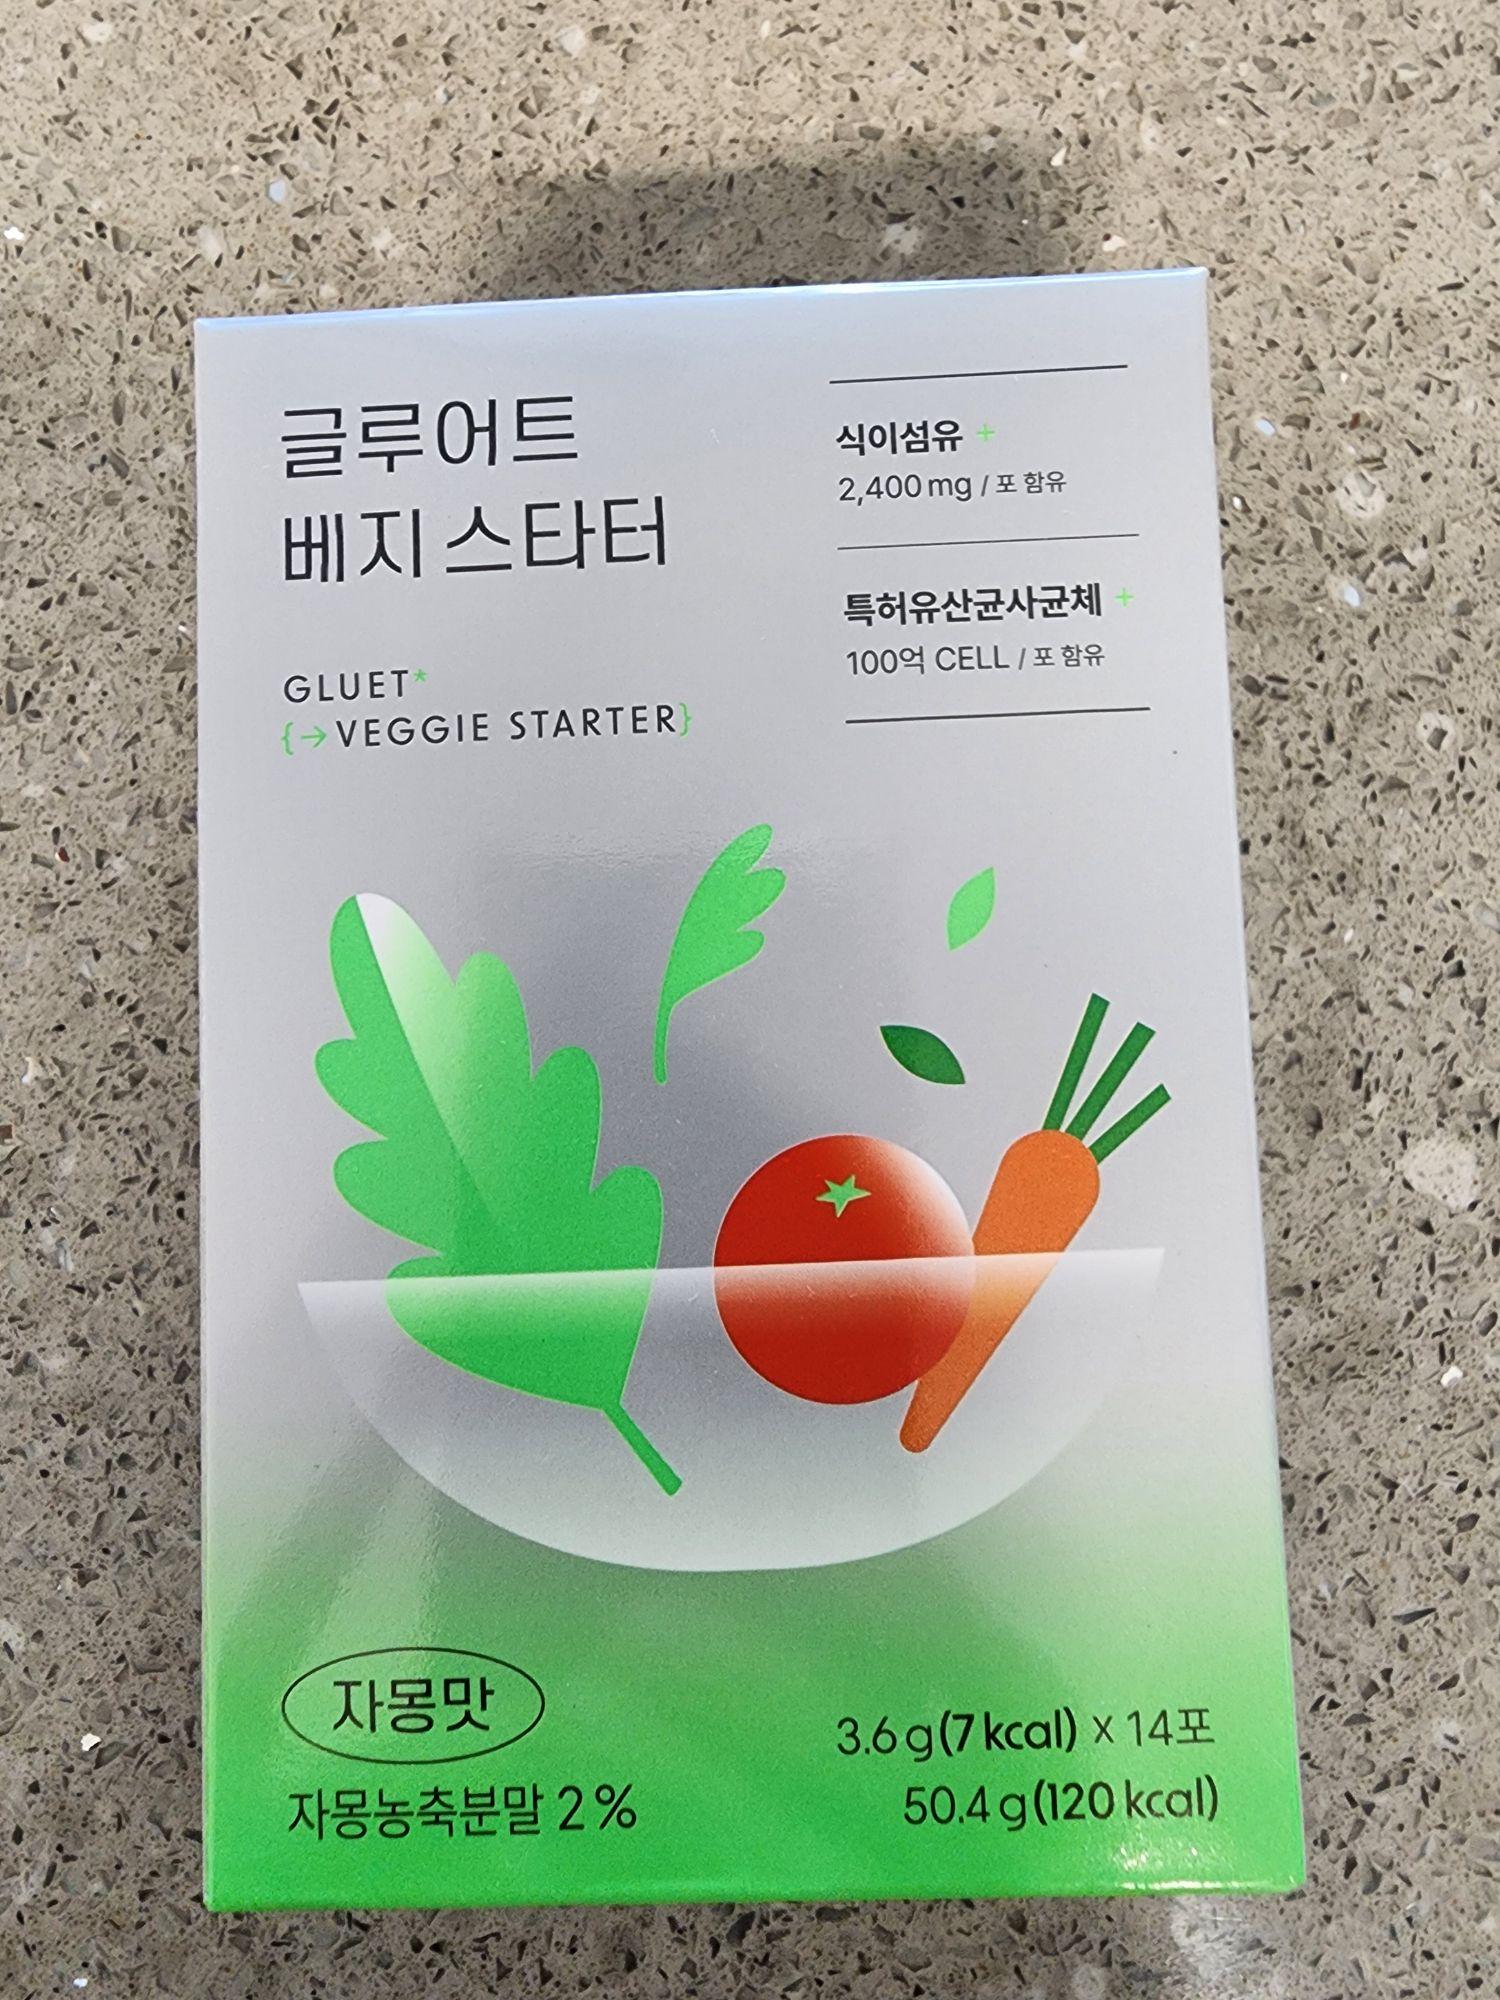 글루어트
베지 스타터
GLUET*
{→VEGGIE STARTER}
식이섬유 +
2,400 mg / 포 함유
특허유산균사균체 +
100억 CELL / 포 함유
자몽맛
자몽농축분말 2 %
3.6 g (7 kcal) x 14포
50.4 g (120 kcal)